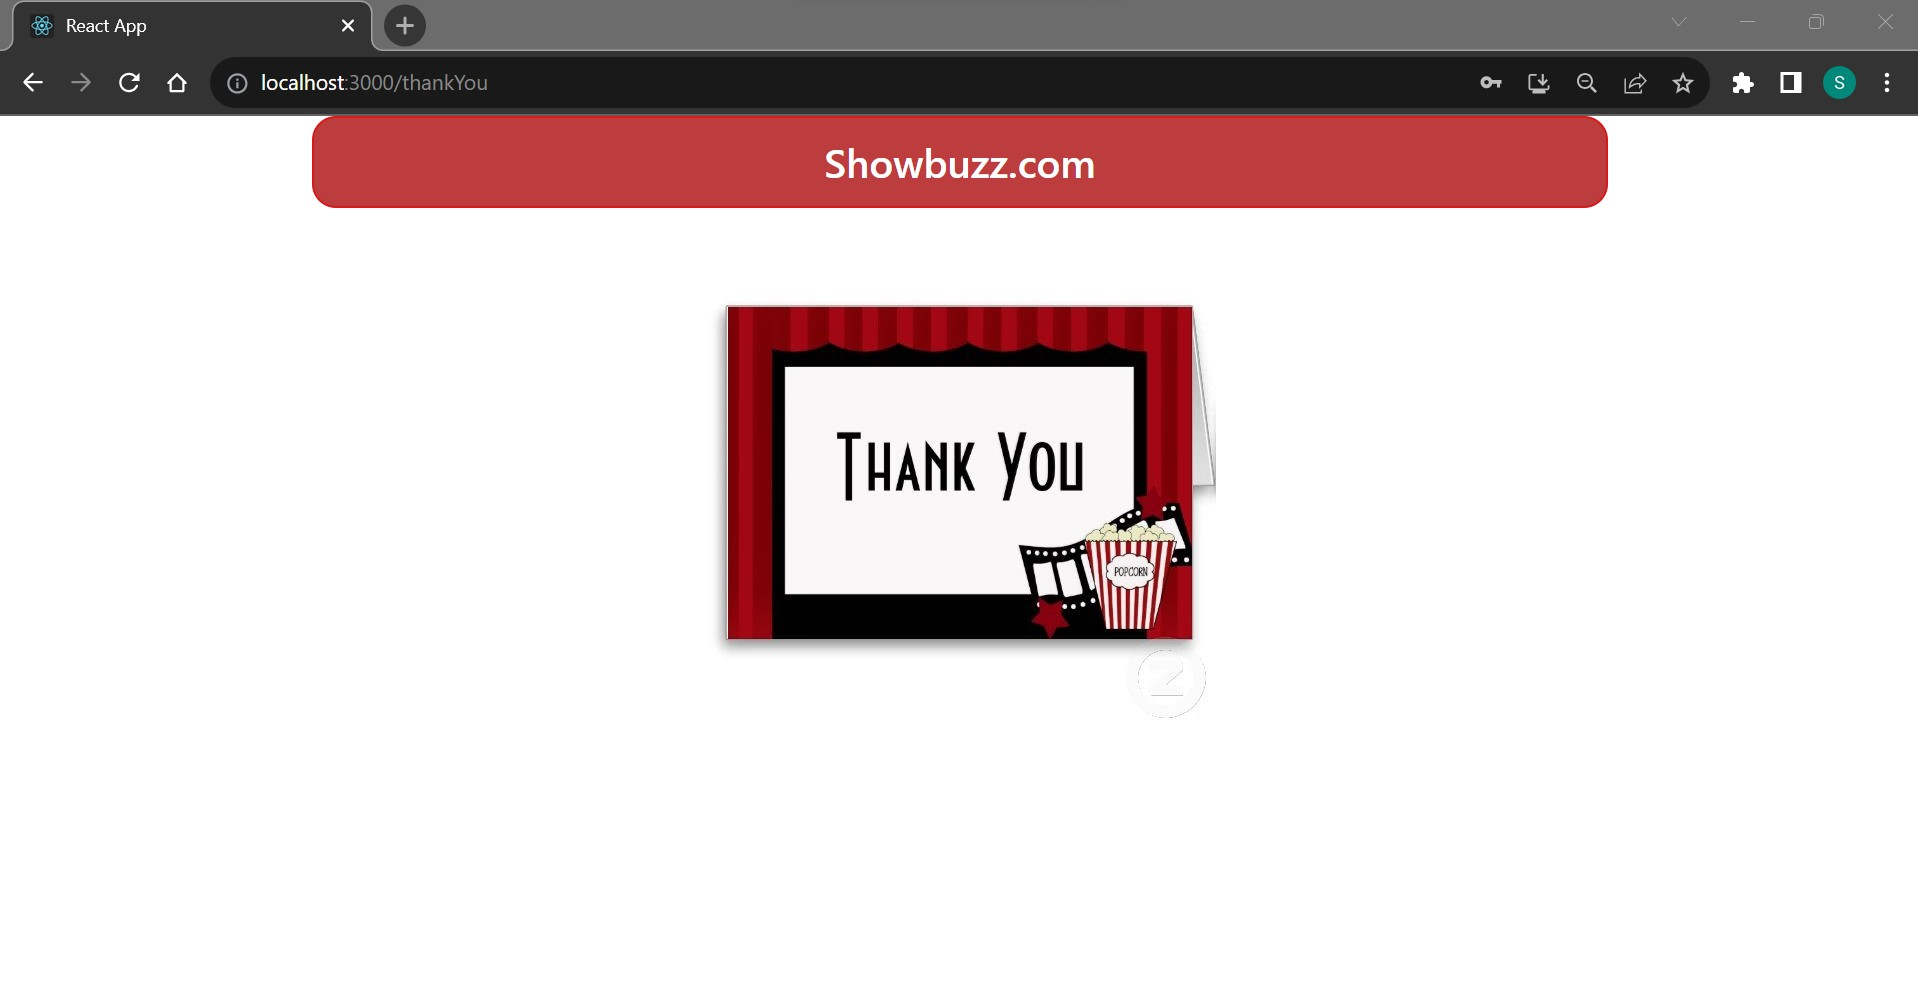 React App
localhost:3000/thankYou
S
Showbuzz.com
Thank You
POPCORN
Z